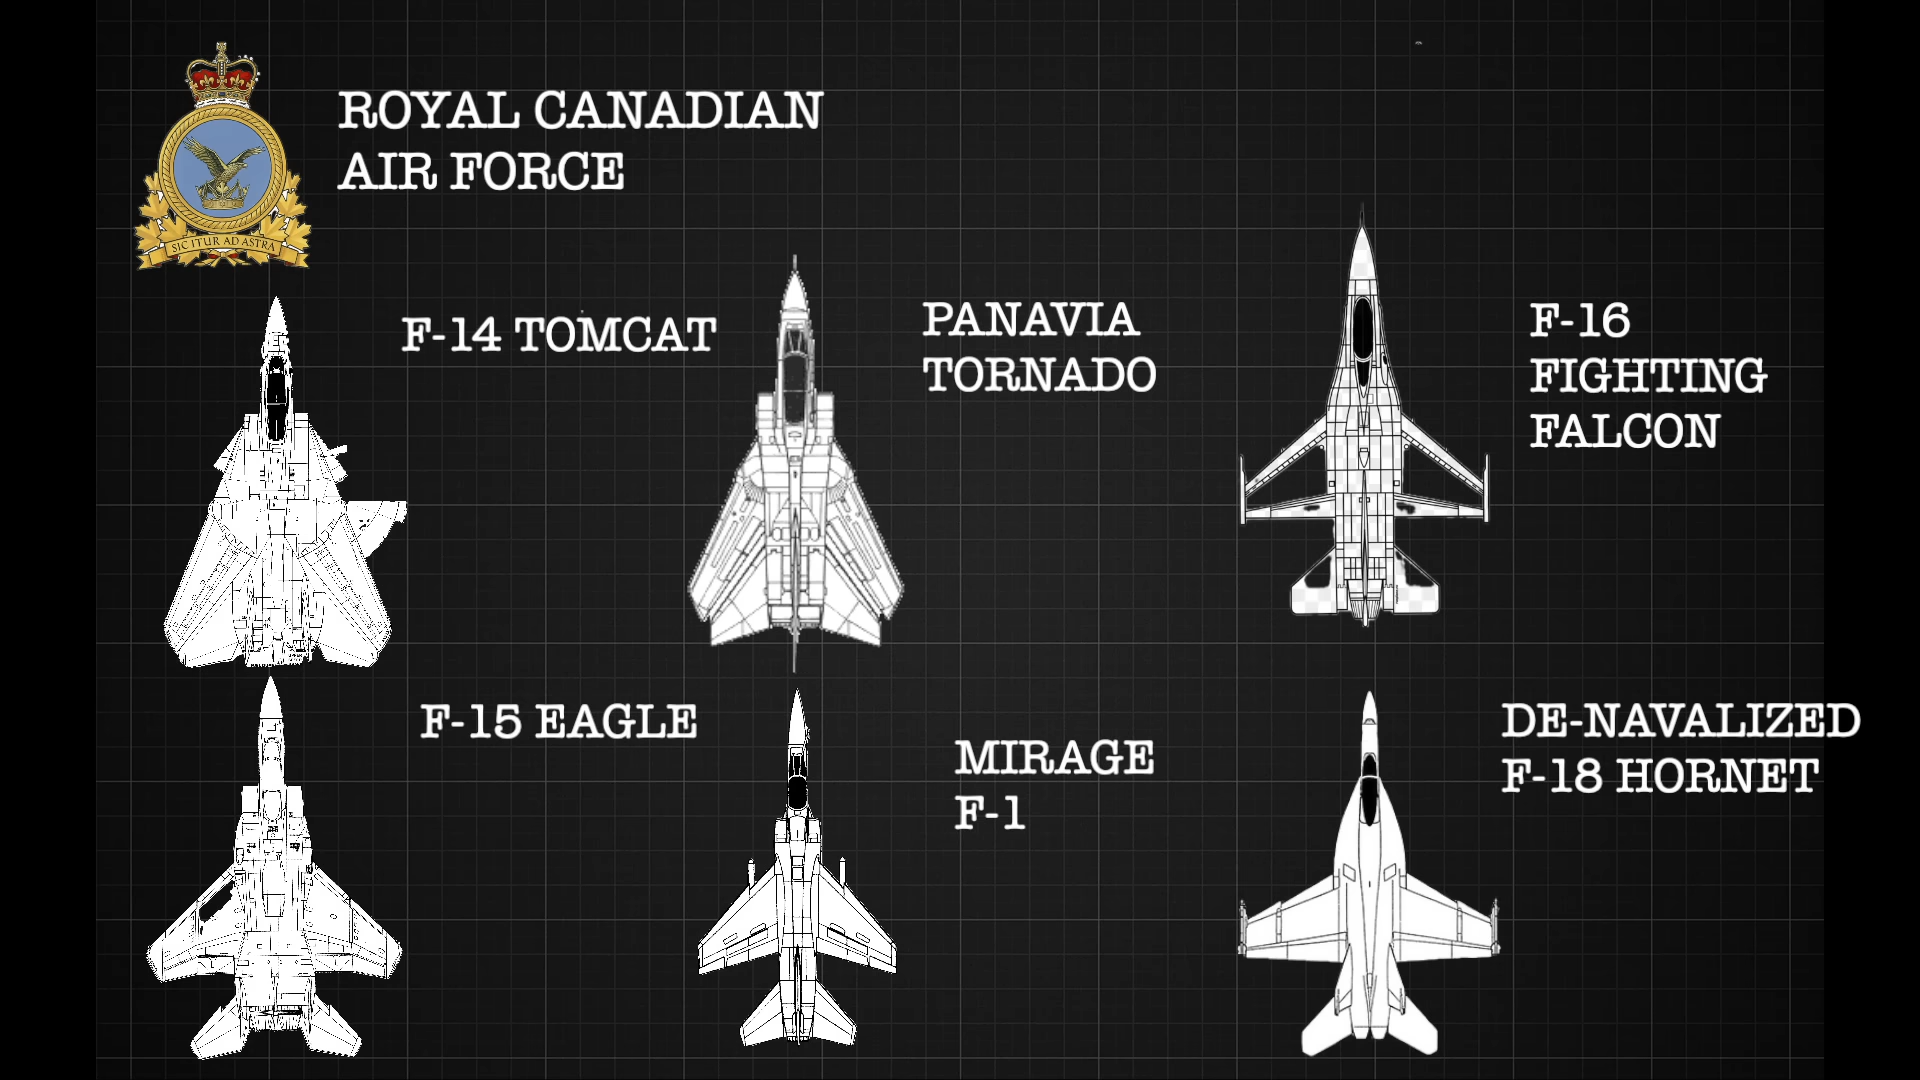 ROYAL CANADIAN
AIR FORCE
SIC ITUR AD ASTRA
F-14 TOMCAT
PANAVIA
TORNADO
F-16
FIGHTING
FALCON
F-15 EAGLE
MIRAGE
F-1
DE-NAVALIZED
F-18 HORNET